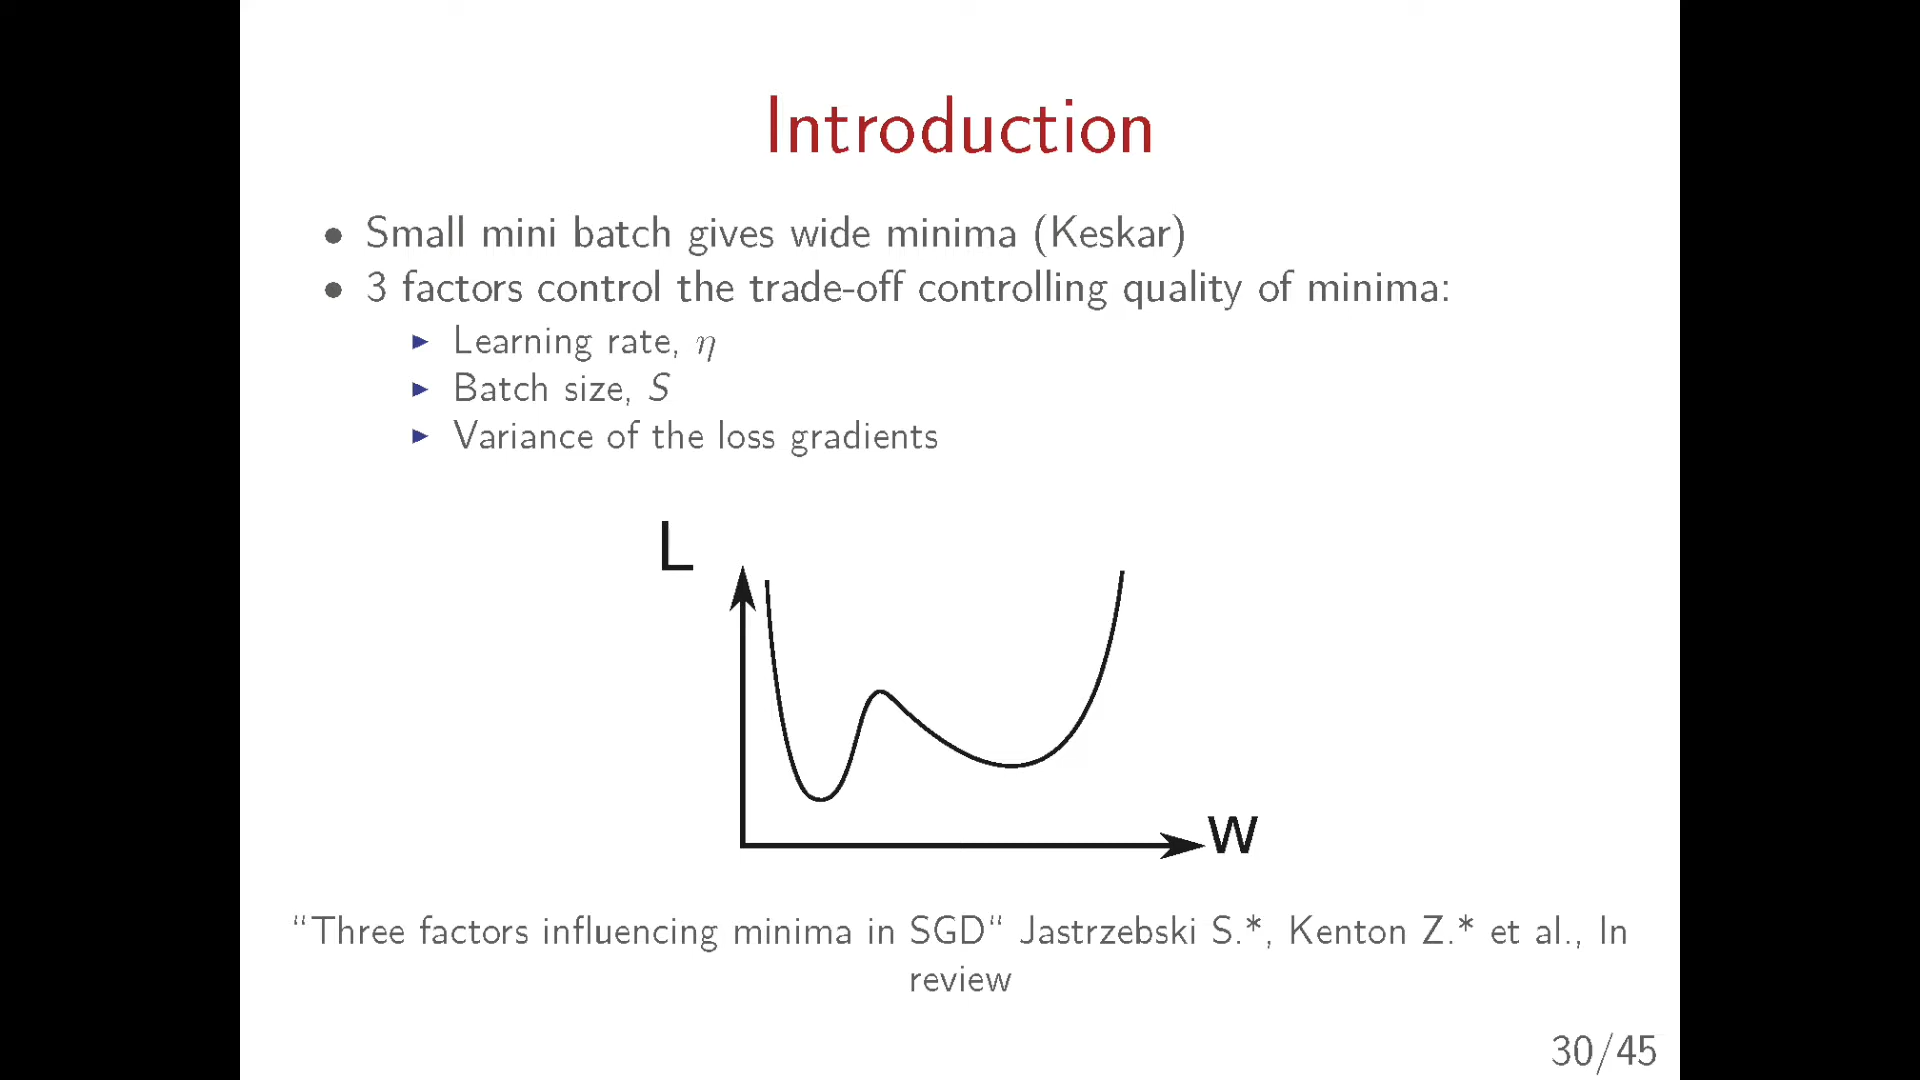 Introduction
• Small mini batch gives wide minima (Keskar)
• 3 factors control the trade-off controlling quality of minima:
▶ Learning rate, η
▶ Batch size, S
▶ Variance of the loss gradients
L
w
“Three factors influencing minima in SGD“ Jastrzebski S.*, Kenton Z.* et al., In
review
30/45